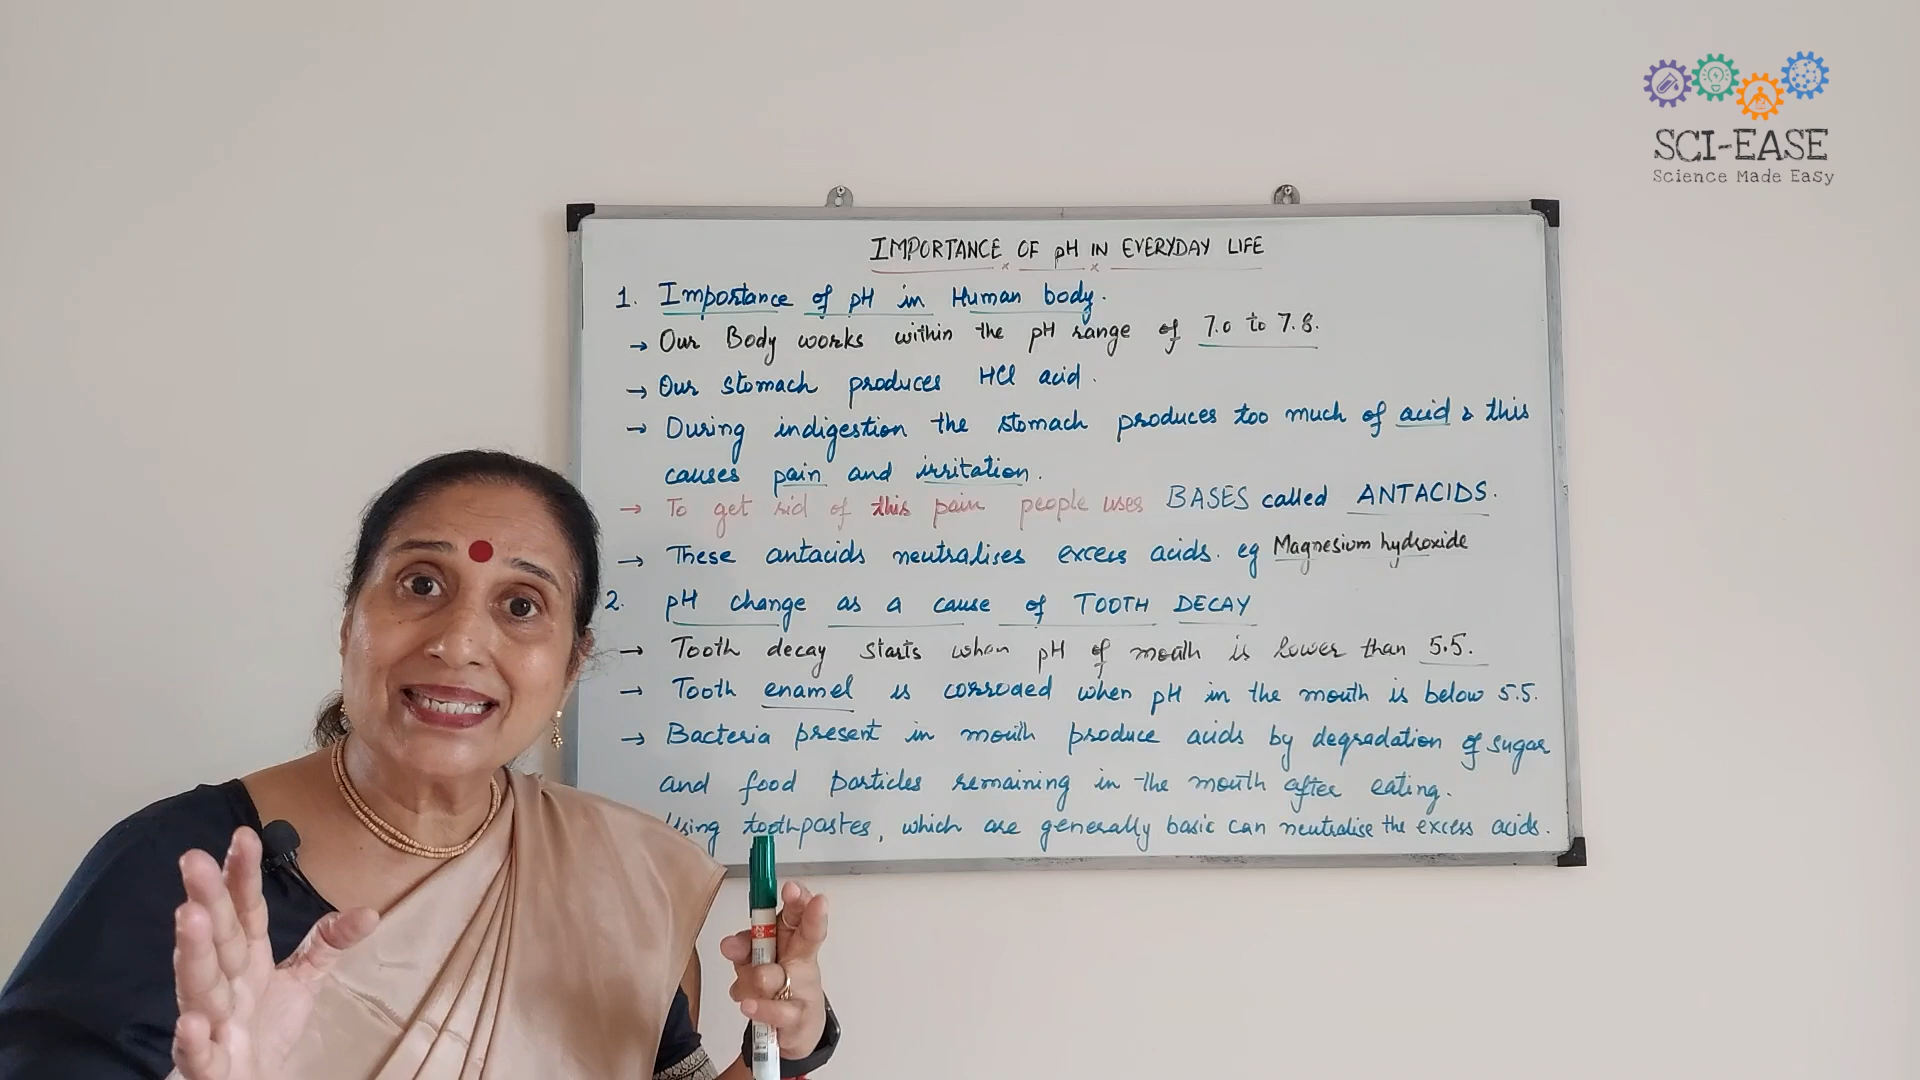 SCI-EASE
Science Made Easy
IMPORTANCE OF pH IN EVERYDAY LIFE
1. Importance of pH in Human body.
→ Our Body works within the pH range of 7.0 to 7.8.
→ Our stomach produces HCl acid.
→ During indigestion the stomach produces too much of acid & this
causes pain and irritation.
→ To get rid of this pain people uses BASES called ANTACIDS.
→ These antacids neutralises excess acids. eg Magnesium hydroxide
2. pH change as a cause of TOOTH DECAY
→ Tooth decay starts when pH of mouth is lower than 5.5.
→ Tooth enamel is corroded when pH in the mouth is below 5.5.
→ Bacteria present in mouth produce acids by degradation of sugar
and food particles remaining in the mouth after eating.
Using toothpastes, which are generally basic can neutralise the excess acids.
20